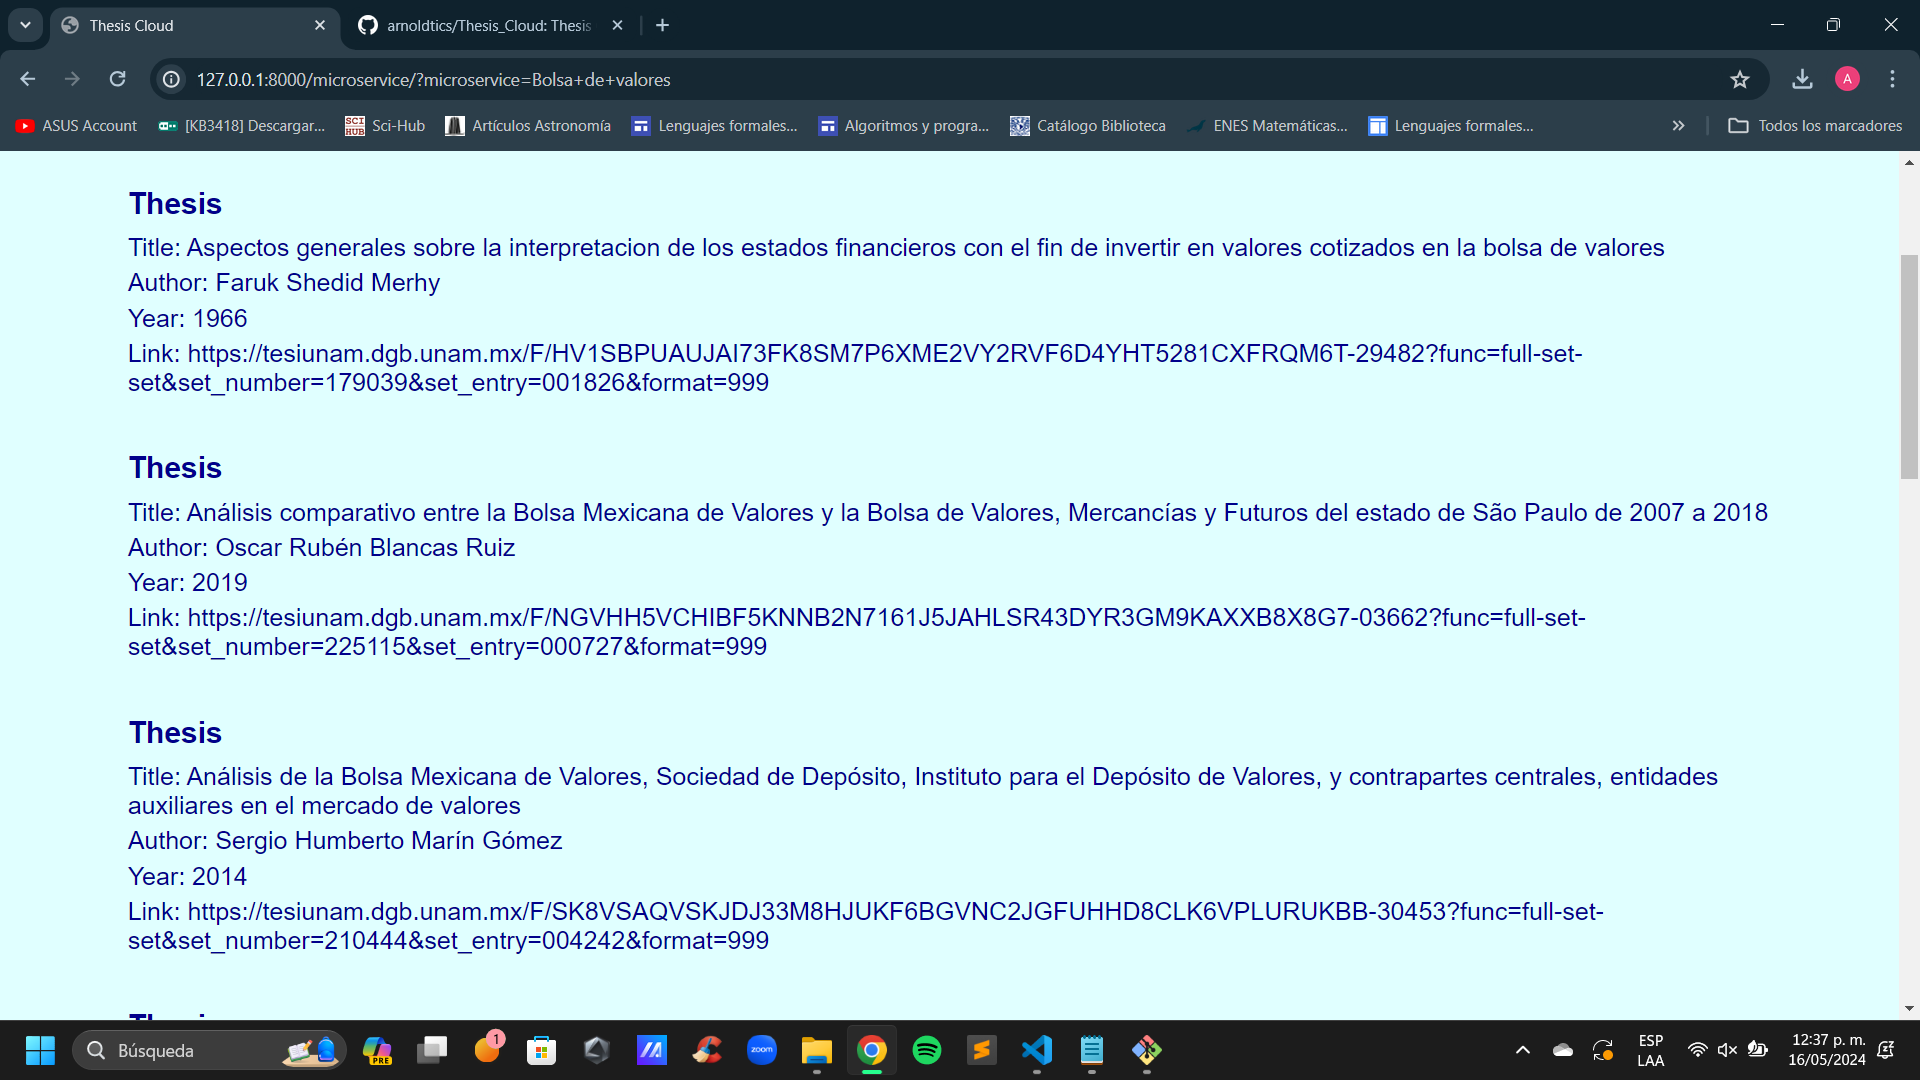 Thesis Cloud
arnoldtics/Thesis_Cloud: Thesis
127.0.0.1:8000/microservice/?microservice=Bolsa+de+valores
A
ASUS Account
[KB3418] Descargar...
SCI HUB
Sci-Hub
Artículos Astronomía
Lenguajes formales...
Algoritmos y progra...
Catálogo Biblioteca
ENES Matemáticas...
Lenguajes formales...
Todos los marcadores
Thesis
Title: Aspectos generales sobre la interpretacion de los estados financieros con el fin de invertir en valores cotizados en la bolsa de valores
Author: Faruk Shedid Merhy
Year: 1966
Link: https://tesiunam.dgb.unam.mx/F/HV1SBPUAUJAI73FK8SM7P6XME2VY2RVF6D4YHT5281CXFRQM6T-29482?func=full-set-
set&set_number=179039&set_entry=001826&format=999
Thesis
Title: Análisis comparativo entre la Bolsa Mexicana de Valores y la Bolsa de Valores, Mercancías y Futuros del estado de São Paulo de 2007 a 2018
Author: Oscar Rubén Blancas Ruiz
Year: 2019
Link: https://tesiunam.dgb.unam.mx/F/NGVHH5VCHIBF5KNNB2N7161J5JAHLSR43DYR3GM9KAXXB8X8G7-03662?func=full-set-
set&set_number=225115&set_entry=000727&format=999
Thesis
Title: Análisis de la Bolsa Mexicana de Valores, Sociedad de Depósito, Instituto para el Depósito de Valores, y contrapartes centrales, entidades
auxiliares en el mercado de valores
Author: Sergio Humberto Marín Gómez
Year: 2014
Link: https://tesiunam.dgb.unam.mx/F/SK8VSAQVSKJDJ33M8HJUKF6BGVNC2JGFUHHD8CLK6VPLURUKBB-30453?func=full-set-
set&set_number=210444&set_entry=004242&format=999
Búsqueda
PRE
1
zoom
ESP
LAA
12:37 p. m.
16/05/2024